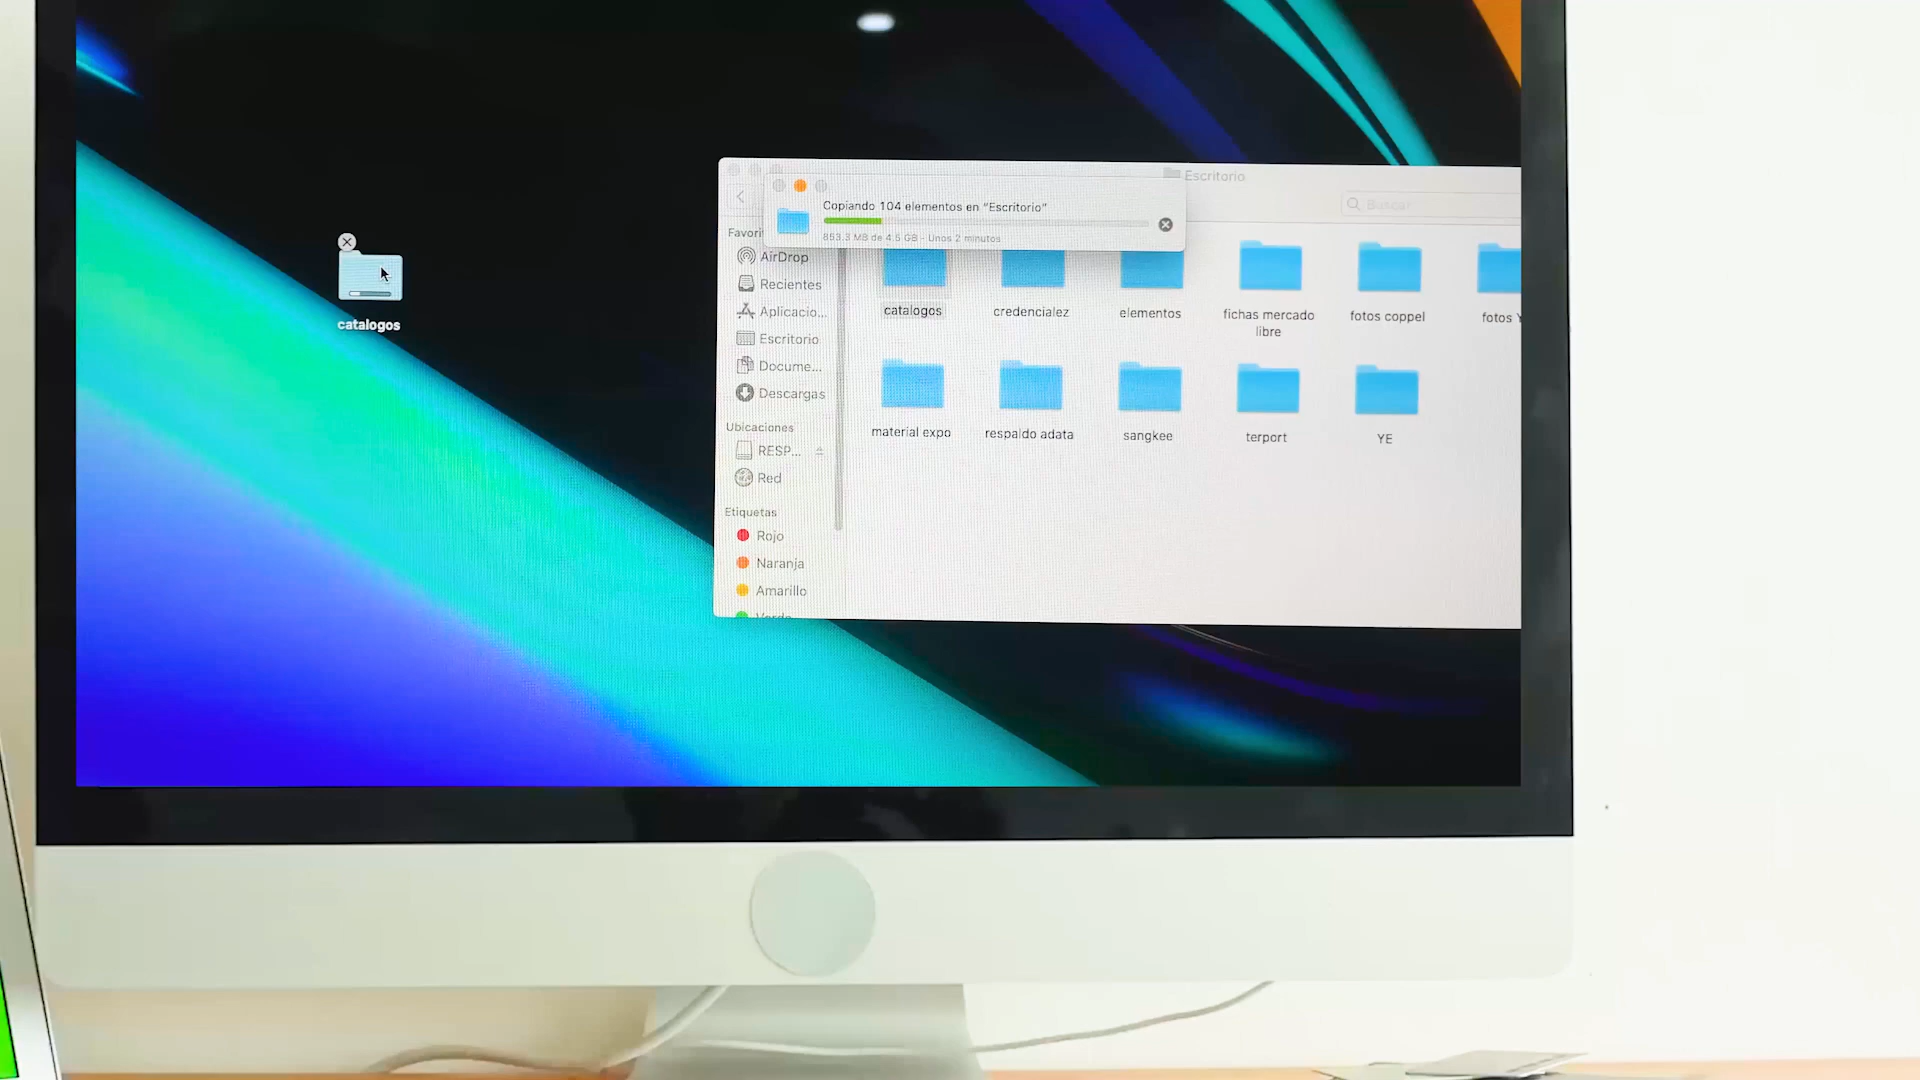 Escritorio
Copiando 104 elementos en “Escritorio”
853.3 MB de 4.5 GB - Unos 2 minutos
Buscar
Favori
AirDrop
Recientes
Aplicacio...
Escritorio
Docume...
Descargas
Ubicaciones
RESP...
Red
Etiquetas
Rojo
Naranja
Amarillo
Verde
catalogos
catalogos
credencialez
elementos
fichas mercado
libre
fotos coppel
fotos Y
material expo
respaldo adata
sangkee
terport
YE